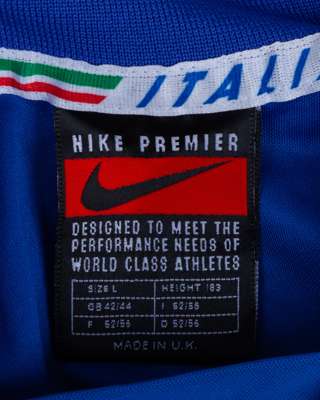 ITALIA
NIKE PREMIER
DESIGNED TO MEET THE
PERFORMANCE NEEDS OF
WORLD CLASS ATHLETES
SIZE L HEIGHT 183
GB 42/44 I 52/56
F 52/56 D 52/56
MADE IN U.K.